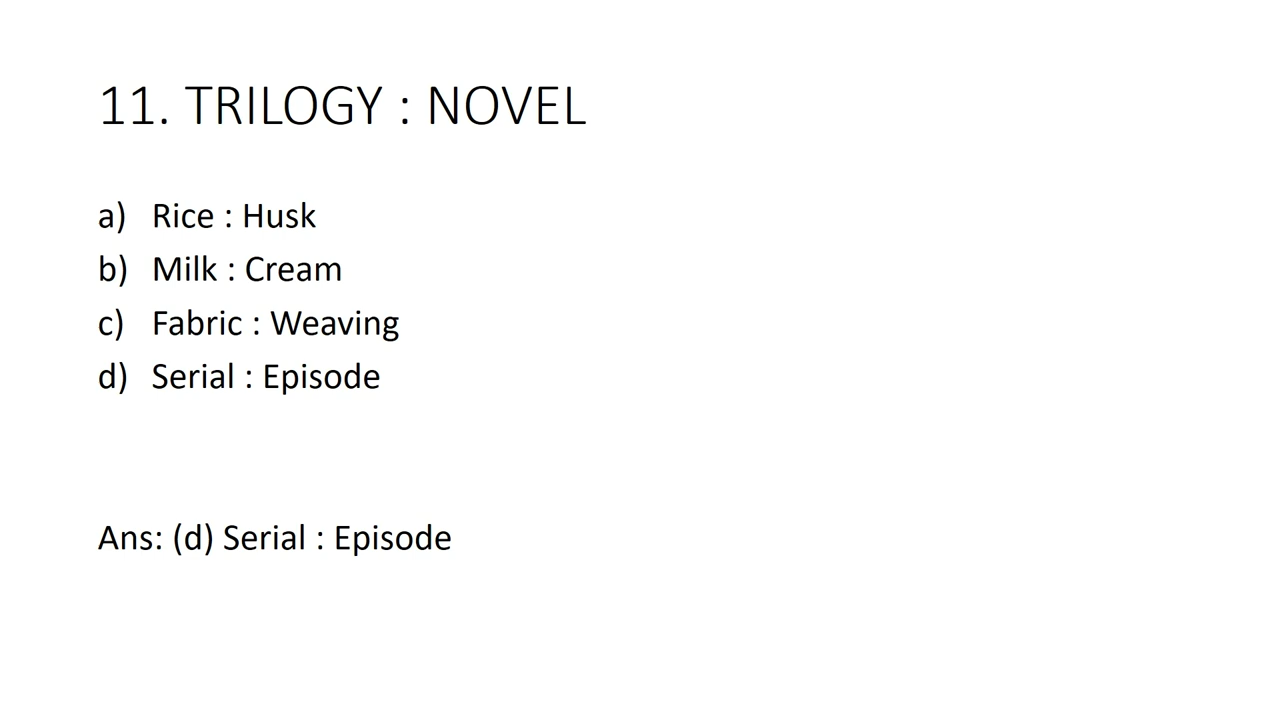 11. TRILOGY : NOVEL
a) Rice : Husk
b) Milk : Cream
c) Fabric : Weaving
d) Serial : Episode
Ans: (d) Serial : Episode